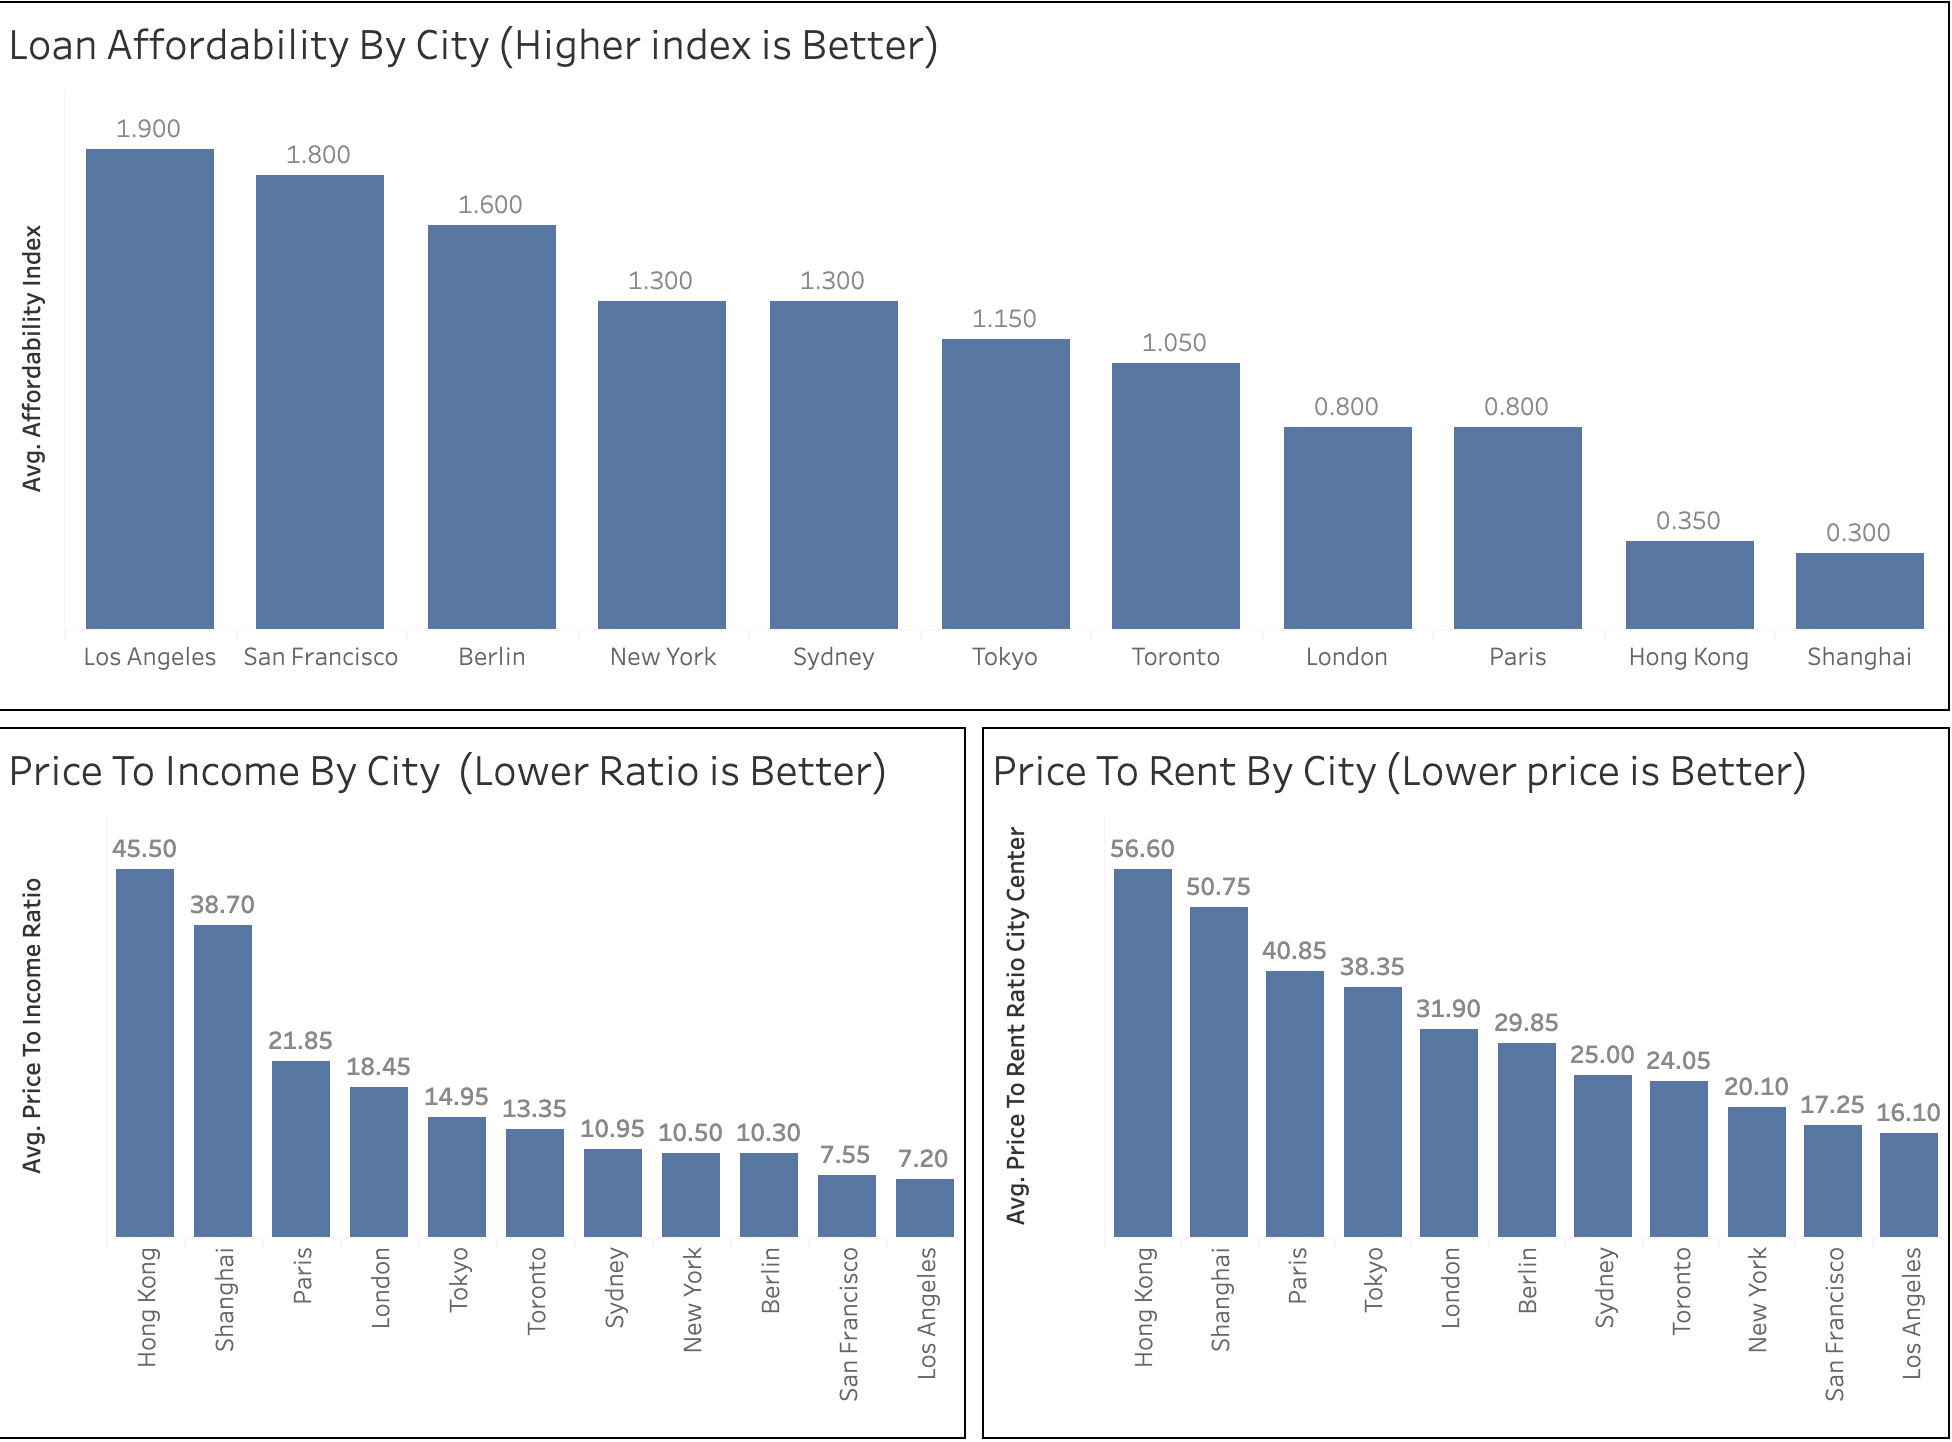 Loan Affordability By City (Higher index is Better)
Avg. Affordability Index
1.900
1.800
1.600
1.300
1.300
1.150
1.050
0.800
0.800
0.350
0.300
Los Angeles
San Francisco
Berlin
New York
Sydney
Tokyo
Toronto
London
Paris
Hong Kong
Shanghai
Price To Income By City (Lower Ratio is Better)
Avg. Price To Income Ratio
45.50
38.70
21.85
18.45
14.95
13.35
10.95
10.50
10.30
7.55
7.20
Hong Kong
Shanghai
Paris
London
Tokyo
Toronto
Sydney
New York
Berlin
San Francisco
Los Angeles
Price To Rent By City (Lower price is Better)
Avg. Price To Rent Ratio City Center
56.60
50.75
40.85
38.35
31.90
29.85
25.00
24.05
20.10
17.25
16.10
Hong Kong
Shanghai
Paris
Tokyo
London
Berlin
Sydney
Toronto
New York
San Francisco
Los Angeles